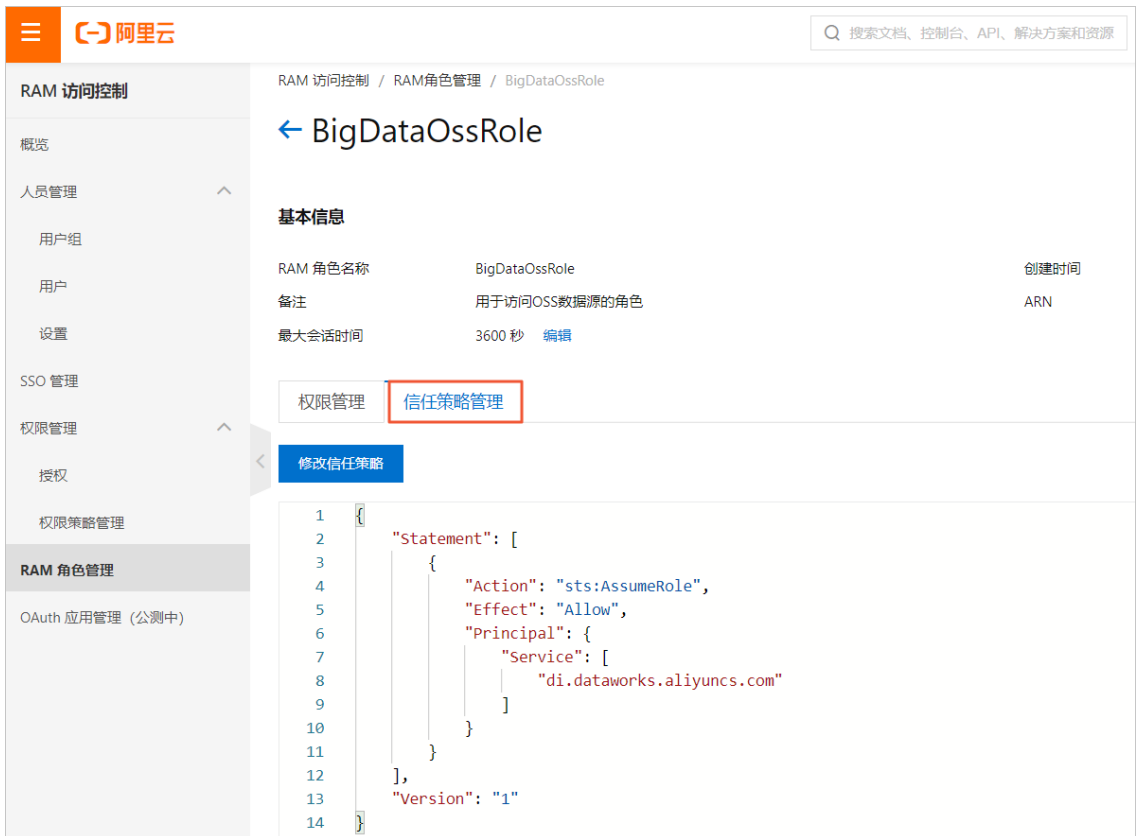 阿里云
搜索文档、控制台、API、解决方案和资源
RAM 访问控制
概览
人员管理
用户组
用户
设置
SSO 管理
权限管理
授权
权限策略管理
RAM 角色管理
OAuth 应用管理（公测中）
RAM 访问控制 / RAM角色管理 / BigDataOssRole
← BigDataOssRole
基本信息
RAM 角色名称 BigDataOssRole 创建时间
备注 用于访问OSS数据源的角色 ARN
最大会话时间 3600 秒 编辑
权限管理 信任策略管理
修改信任策略
1 {
2 "Statement": [
3 {
4 "Action": "sts:AssumeRole",
5 "Effect": "Allow",
6 "Principal": {
7 "Service": [
8 "di.dataworks.aliyuncs.com"
9 ]
10 }
11 }
12 ],
13 "Version": "1"
14 }